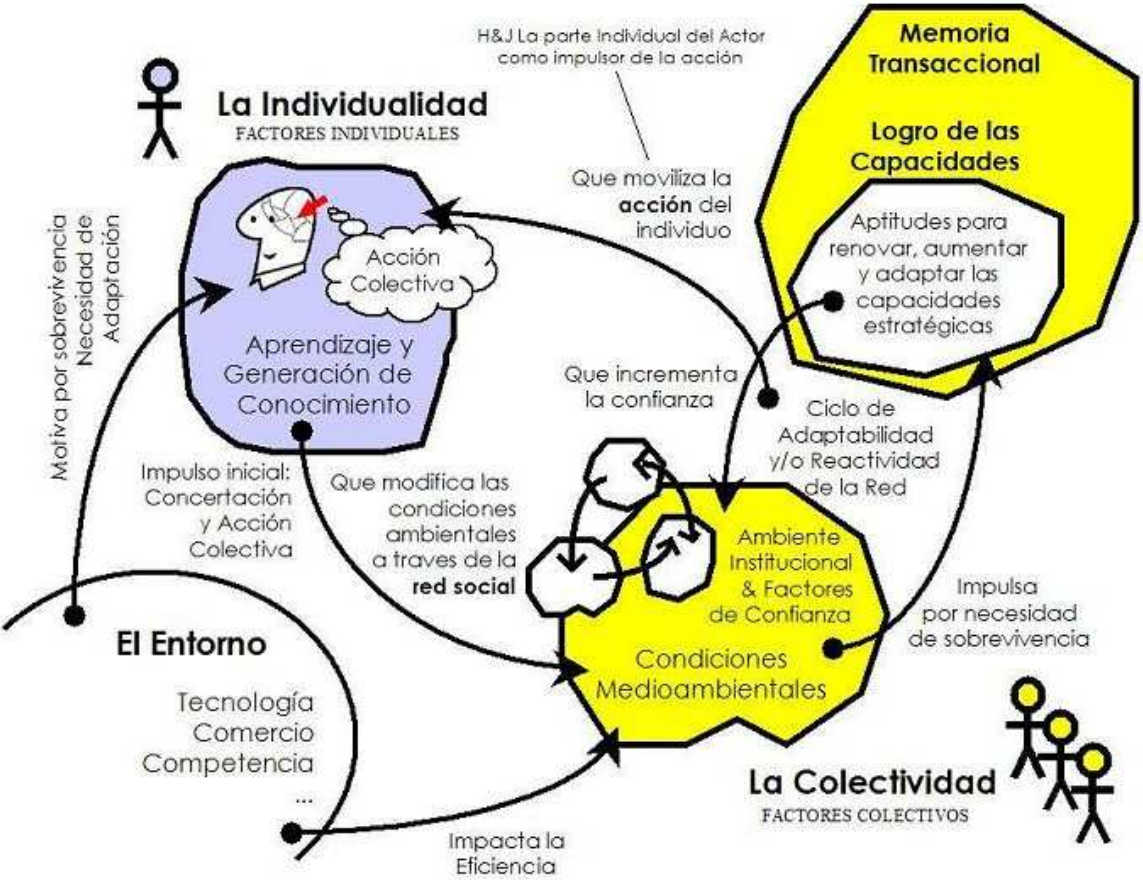 H&J La parte Individual del Actor
como impulsor de la acción
Memoria
Transaccional
La Individualidad
FACTORES INDIVIDUALES
Logro de las
Capacidades
Que moviliza la
acción del
individuo
Aptitudes para
renovar, aumentar
y adaptar las
capacidades
estratégicas
Motiva por sobrevivencia
Necesidad de
Adaptación
Acción
Colectiva
Aprendizaje y
Generación de
Conocimiento
Que incrementa
la confianza
Ciclo de
Adaptabilidad
y/o Reactividad
de la Red
Impulso inicial:
Concertación
y Acción
Colectiva
Que modifica las
condiciones
ambientales
a traves de la
red social
Ambiente
Institucional
& Factores
de Confianza
Condiciones
Medioambientales
Impulsa
por necesidad
de sobrevivencia
El Entorno
Tecnología
Comercio
Competencia
...
La Colectividad
FACTORES COLECTIVOS
Impacta la
Eficiencia